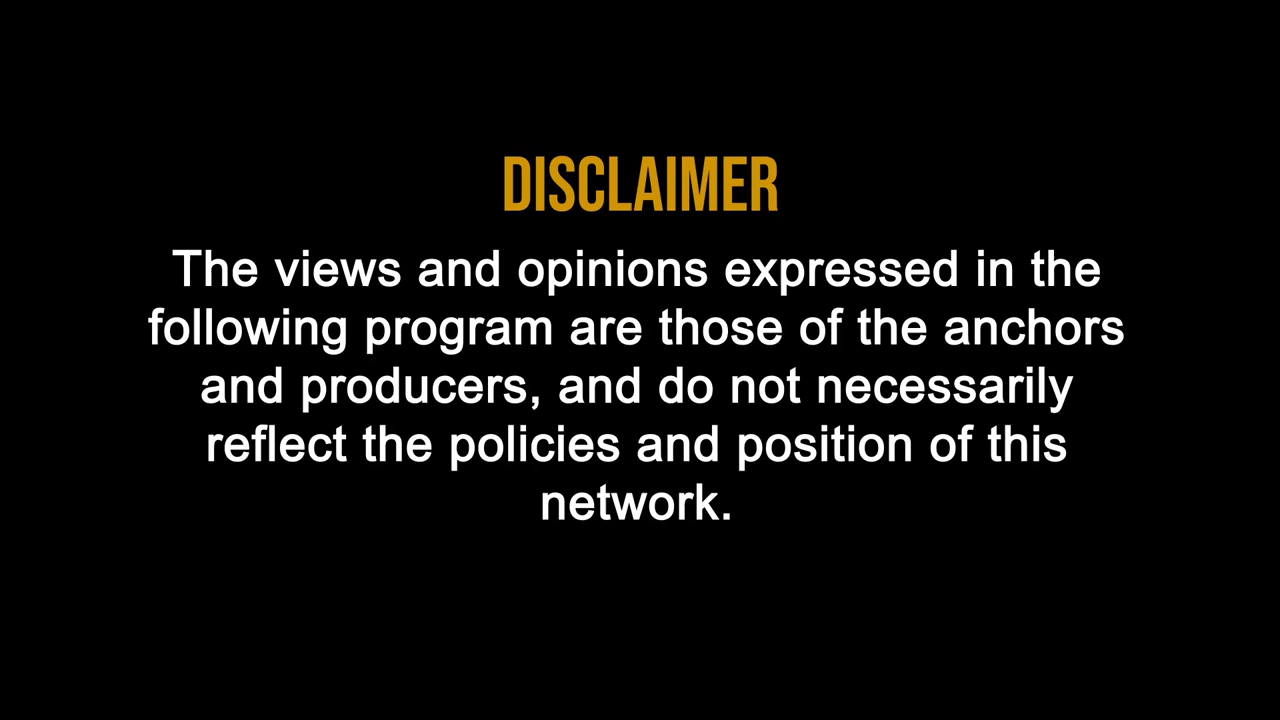 DISCLAIMER
The views and opinions expressed in the
following program are those of the anchors
and producers, and do not necessarily
reflect the policies and position of this
network.